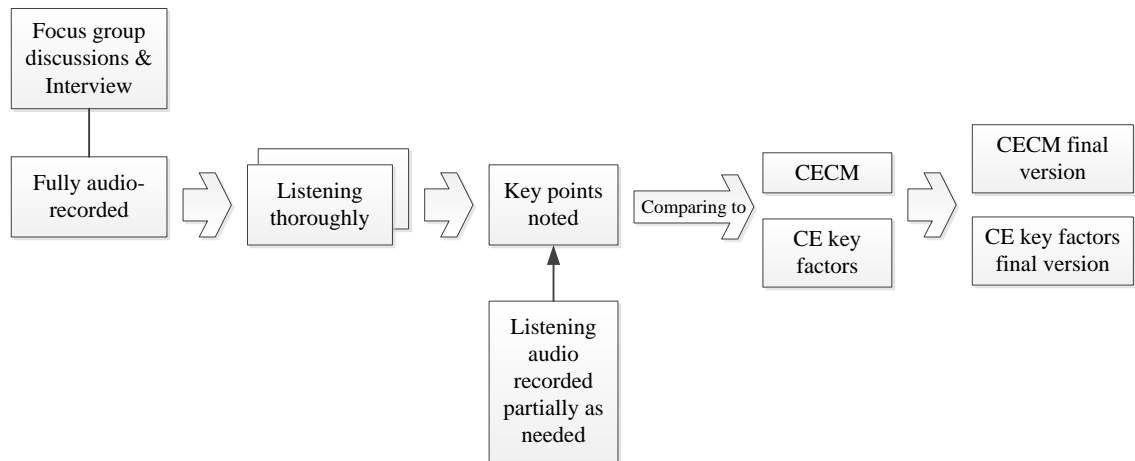 Focus group
discussions &
Interview
Fully audio-
recorded
Listening
thoroughly
Key points
noted
Listening
audio
recorded
partially as
needed
Comparing to
CECM
CE key
factors
CECM final
version
CE key factors
final version